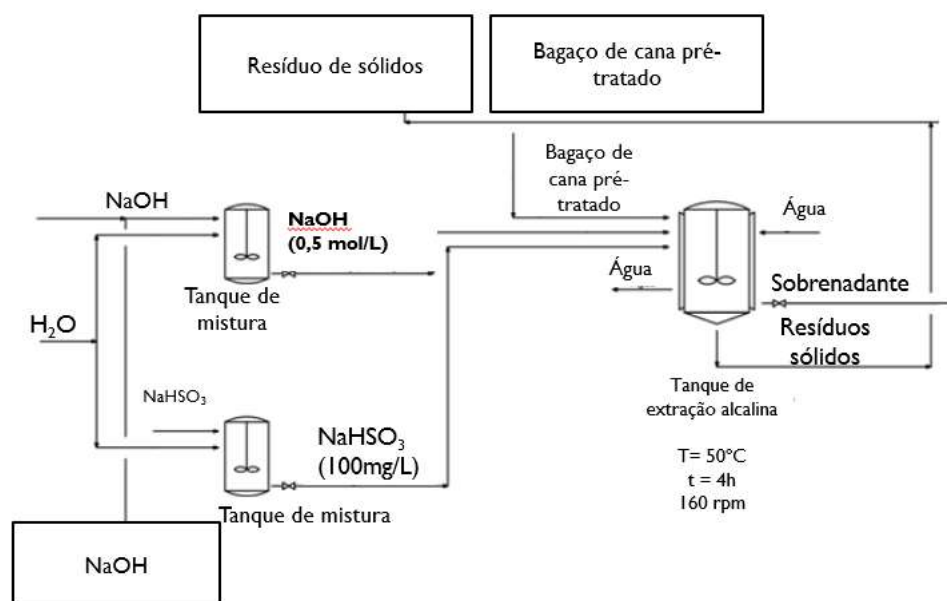 Resíduo de sólidos
Bagaço de cana pré-
tratado
Bagaço de
cana pré-
tratado
NaOH
NaOH
(0,5 mol/L)
Água
Água
Tanque de
mistura
Sobrenadante
H₂O
Resíduos
sólidos
NaHSO₃
Tanque de
extração alcalina
NaHSO₃
(100mg/L)
T= 50°C
t = 4h
160 rpm
Tanque de mistura
NaOH